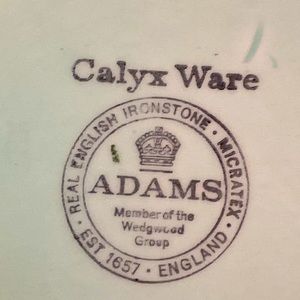 Calyx Ware
REAL ENGLISH IRONSTONE · MICRATEX ·
ADAMS
Member of the
Wedgwood
Group
EST 1657 · ENGLAND ·